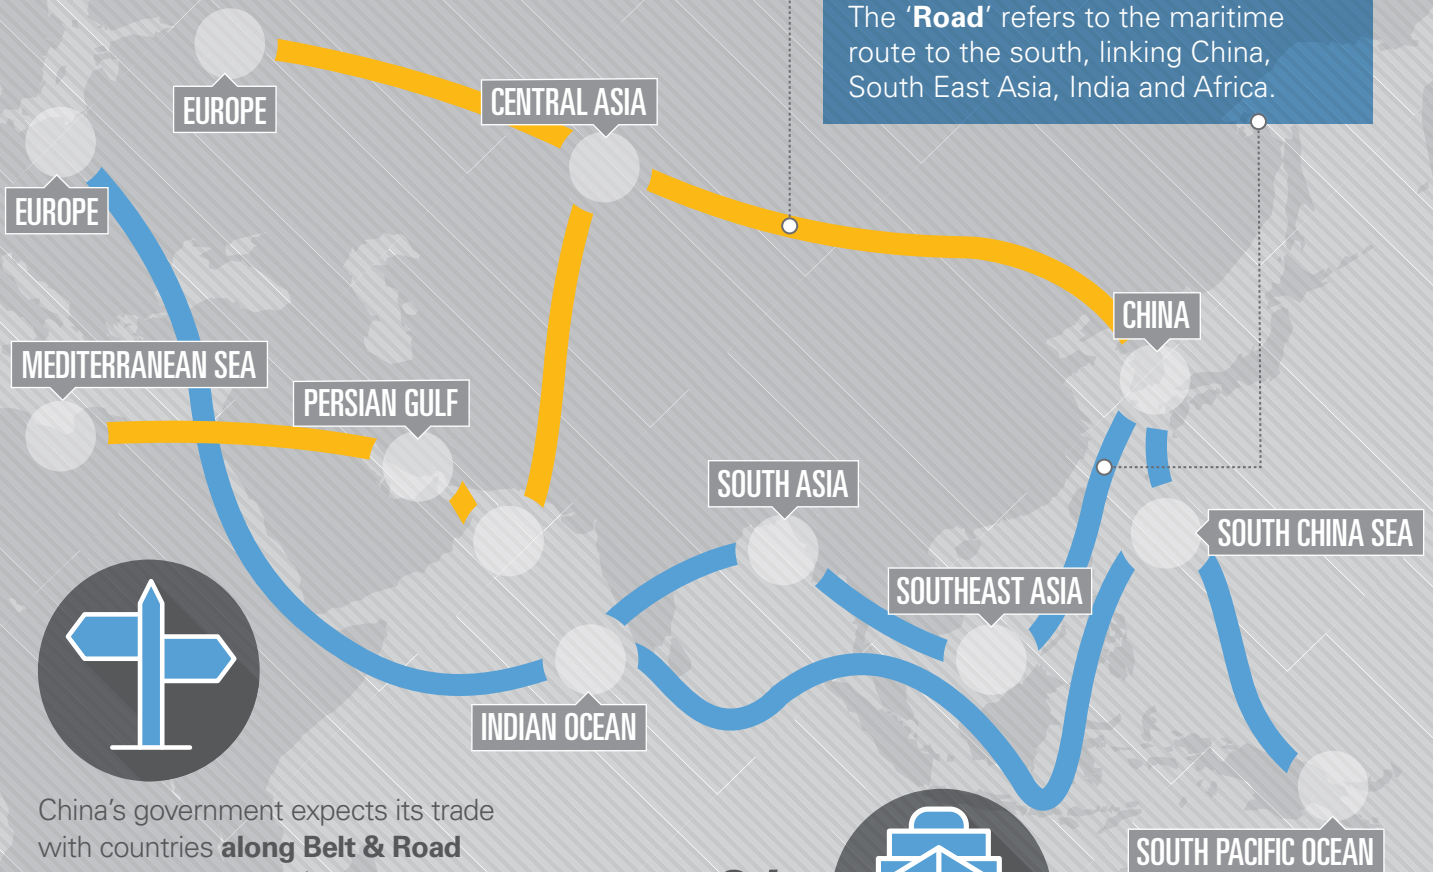 The ‘Road’ refers to the maritime
route to the south, linking China,
South East Asia, India and Africa.
EUROPE
CENTRAL ASIA
EUROPE
CHINA
MEDITERRANEAN SEA
PERSIAN GULF
SOUTH ASIA
SOUTH CHINA SEA
SOUTHEAST ASIA
INDIAN OCEAN
China’s government expects its trade
with countries along Belt & Road
SOUTH PACIFIC OCEAN